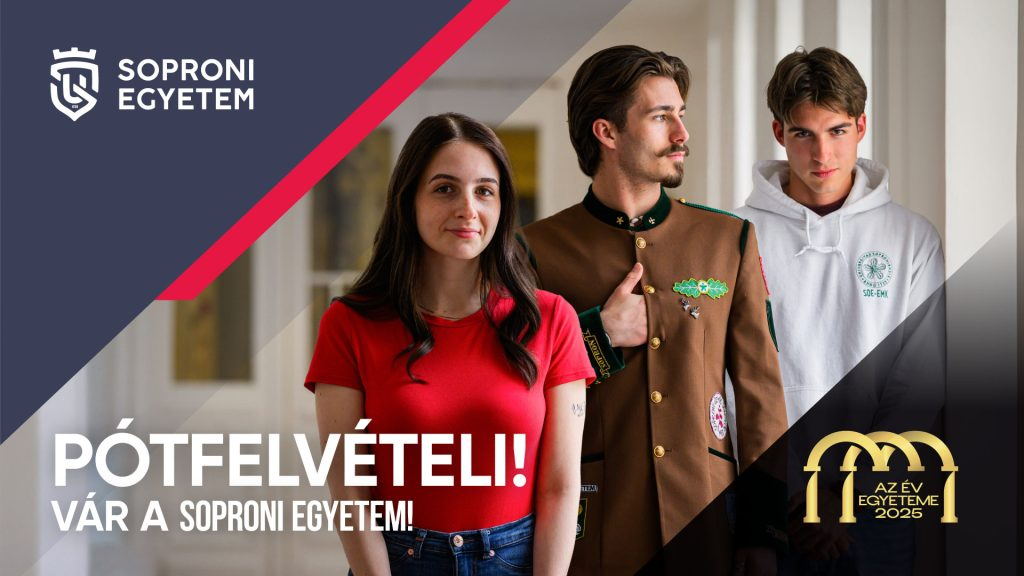 SOPRONI
EGYETEM
SOE-EMK
PÓTFELVÉTELI!
VÁR A SOPRONI EGYETEM!
AZ ÉV
EGYETEME
2025